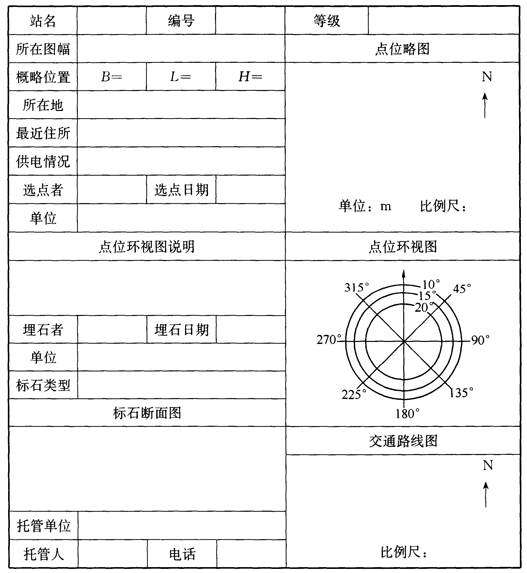 站名 编号 等级
所在图幅 点位略图
概略位置 B= L= H= N
所在地
最近住所
供电情况
选点者 选点日期
单位：m 比例尺：
单位
点位环视图说明 点位环视图
10°
315° 15° 45°
20°
埋石者 埋石日期
270° 90°
单位
标石类型
225° 135°
标石断面图 180°
交通路线图
N
托管单位
托管人 电话 比例尺：